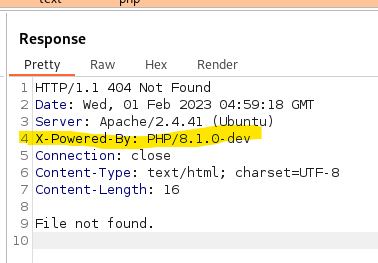 text php
Response
Pretty Raw Hex Render
1 HTTP/1.1 404 Not Found
2 Date: Wed, 01 Feb 2023 04:59:18 GMT
3 Server: Apache/2.4.41 (Ubuntu)
4 X-Powered-By: PHP/8.1.0-dev
5 Connection: close
6 Content-Type: text/html; charset=UTF-8
7 Content-Length: 16
8
9 File not found.
10